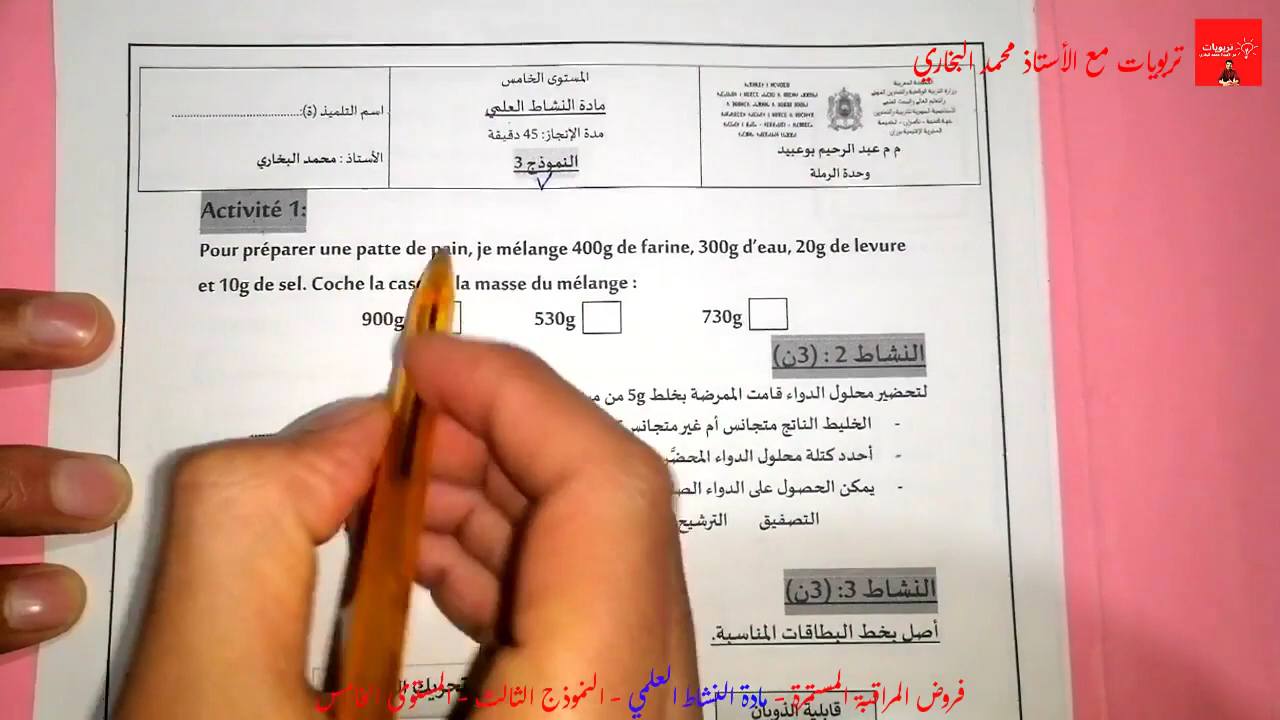 تربويات مع الأستاذ محمد البخاري
تربويات
المملكة المغربية
م م عبد الرحيم بوعبيد
وحدة الرملة
المستوى الخامس
مادة النشاط العلمي
مدة الإنجاز: 45 دقيقة
النموذج 3
اسم التلميذ (ة):..................................
الأستاذ : محمد البخاري
Activité 1:
Pour préparer une patte de pain, je mélange 400g de farine, 300g d’eau, 20g de levure
et 10g de sel. Coche la la masse du mélange :
900g 530g 730g
النشاط 2 : (3ن)
لتحضير محلول الدواء قامت الممرضة بخلط 5g من
- الخليط الناتج متجانس أم غير متجانس
- أحدد كتلة محلول الدواء المحضَّر
- يمكن الحصول على الدواء
التصفيق الترشيح
النشاط 3: (3ن)
أصل بخط البطاقات المناسبة.
قابلية الذوبان
فروض المراقبة المستمرة - مادة النشاط العلمي - النموذج الثالث - المستوى الخامس